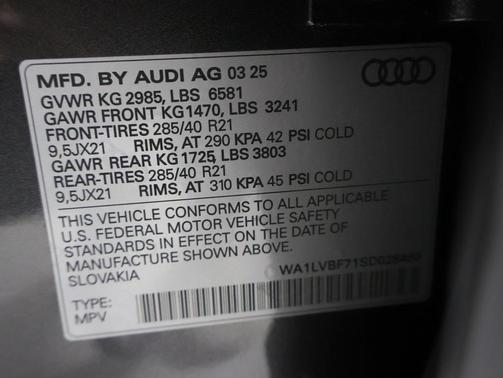 MFD. BY AUDI AG 03 25
GVWR KG 2985, LBS 6581
GAWR FRONT KG 1470, LBS 3241
FRONT-TIRES 285/40 R21
9,5JX21 RIMS, AT 290 KPA 42 PSI COLD
GAWR REAR KG 1725, LBS 3803
REAR-TIRES 285/40 R21
9,5JX21 RIMS, AT 310 KPA 45 PSI COLD
THIS VEHICLE CONFORMS TO ALL APPLICABLE
U.S. FEDERAL MOTOR VEHICLE SAFETY
STANDARDS IN EFFECT ON THE DATE OF
MANUFACTURE SHOWN ABOVE.
SLOVAKIA
TYPE:
MPV